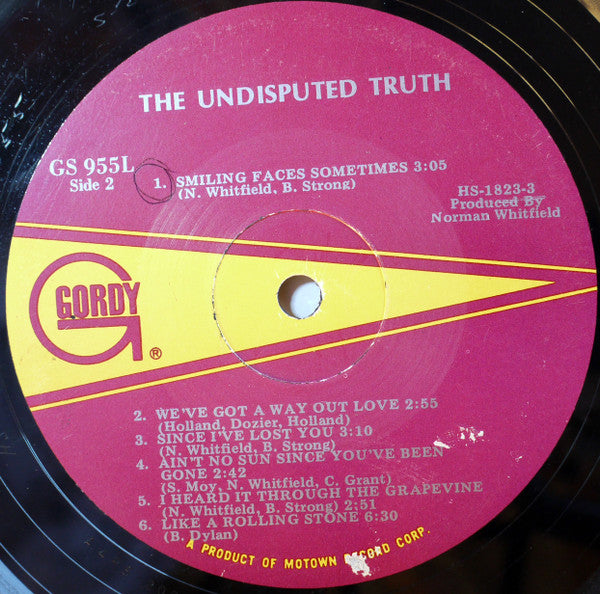 THE UNDISPUTED TRUTH
GS 955L
Side 2
1. SMILING FACES SOMETIMES 3:05
(N. Whitfield, B. Strong)
HS-1823-3
Produced By
Norman Whitfield
GORDY
®
2. WE'VE GOT A WAY OUT LOVE 2:55
(Holland, Dozier, Holland)
3. SINCE I'VE LOST YOU 3:10
(N. Whitfield, B. Strong)
4. AIN'T NO SUN SINCE YOU'VE BEEN
GONE 2:42
(S. Moy, N. Whitfield, C. Grant)
5. I HEARD IT THROUGH THE GRAPEVINE
(N. Whitfield, B. Strong) 2:51
6. LIKE A ROLLING STONE 6:30
(B. Dylan)
A PRODUCT OF MOTOWN RECORD CORP.